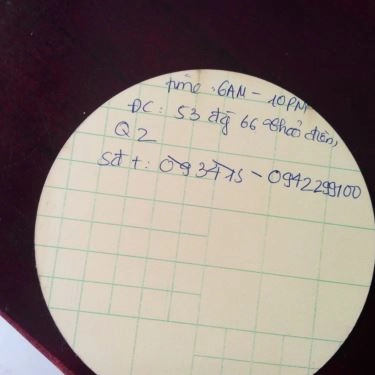 time : 6AM - 10PM
ĐC : 53 đg 66 thảo điền,
Q2
Sđt : 093475 - 0942299100